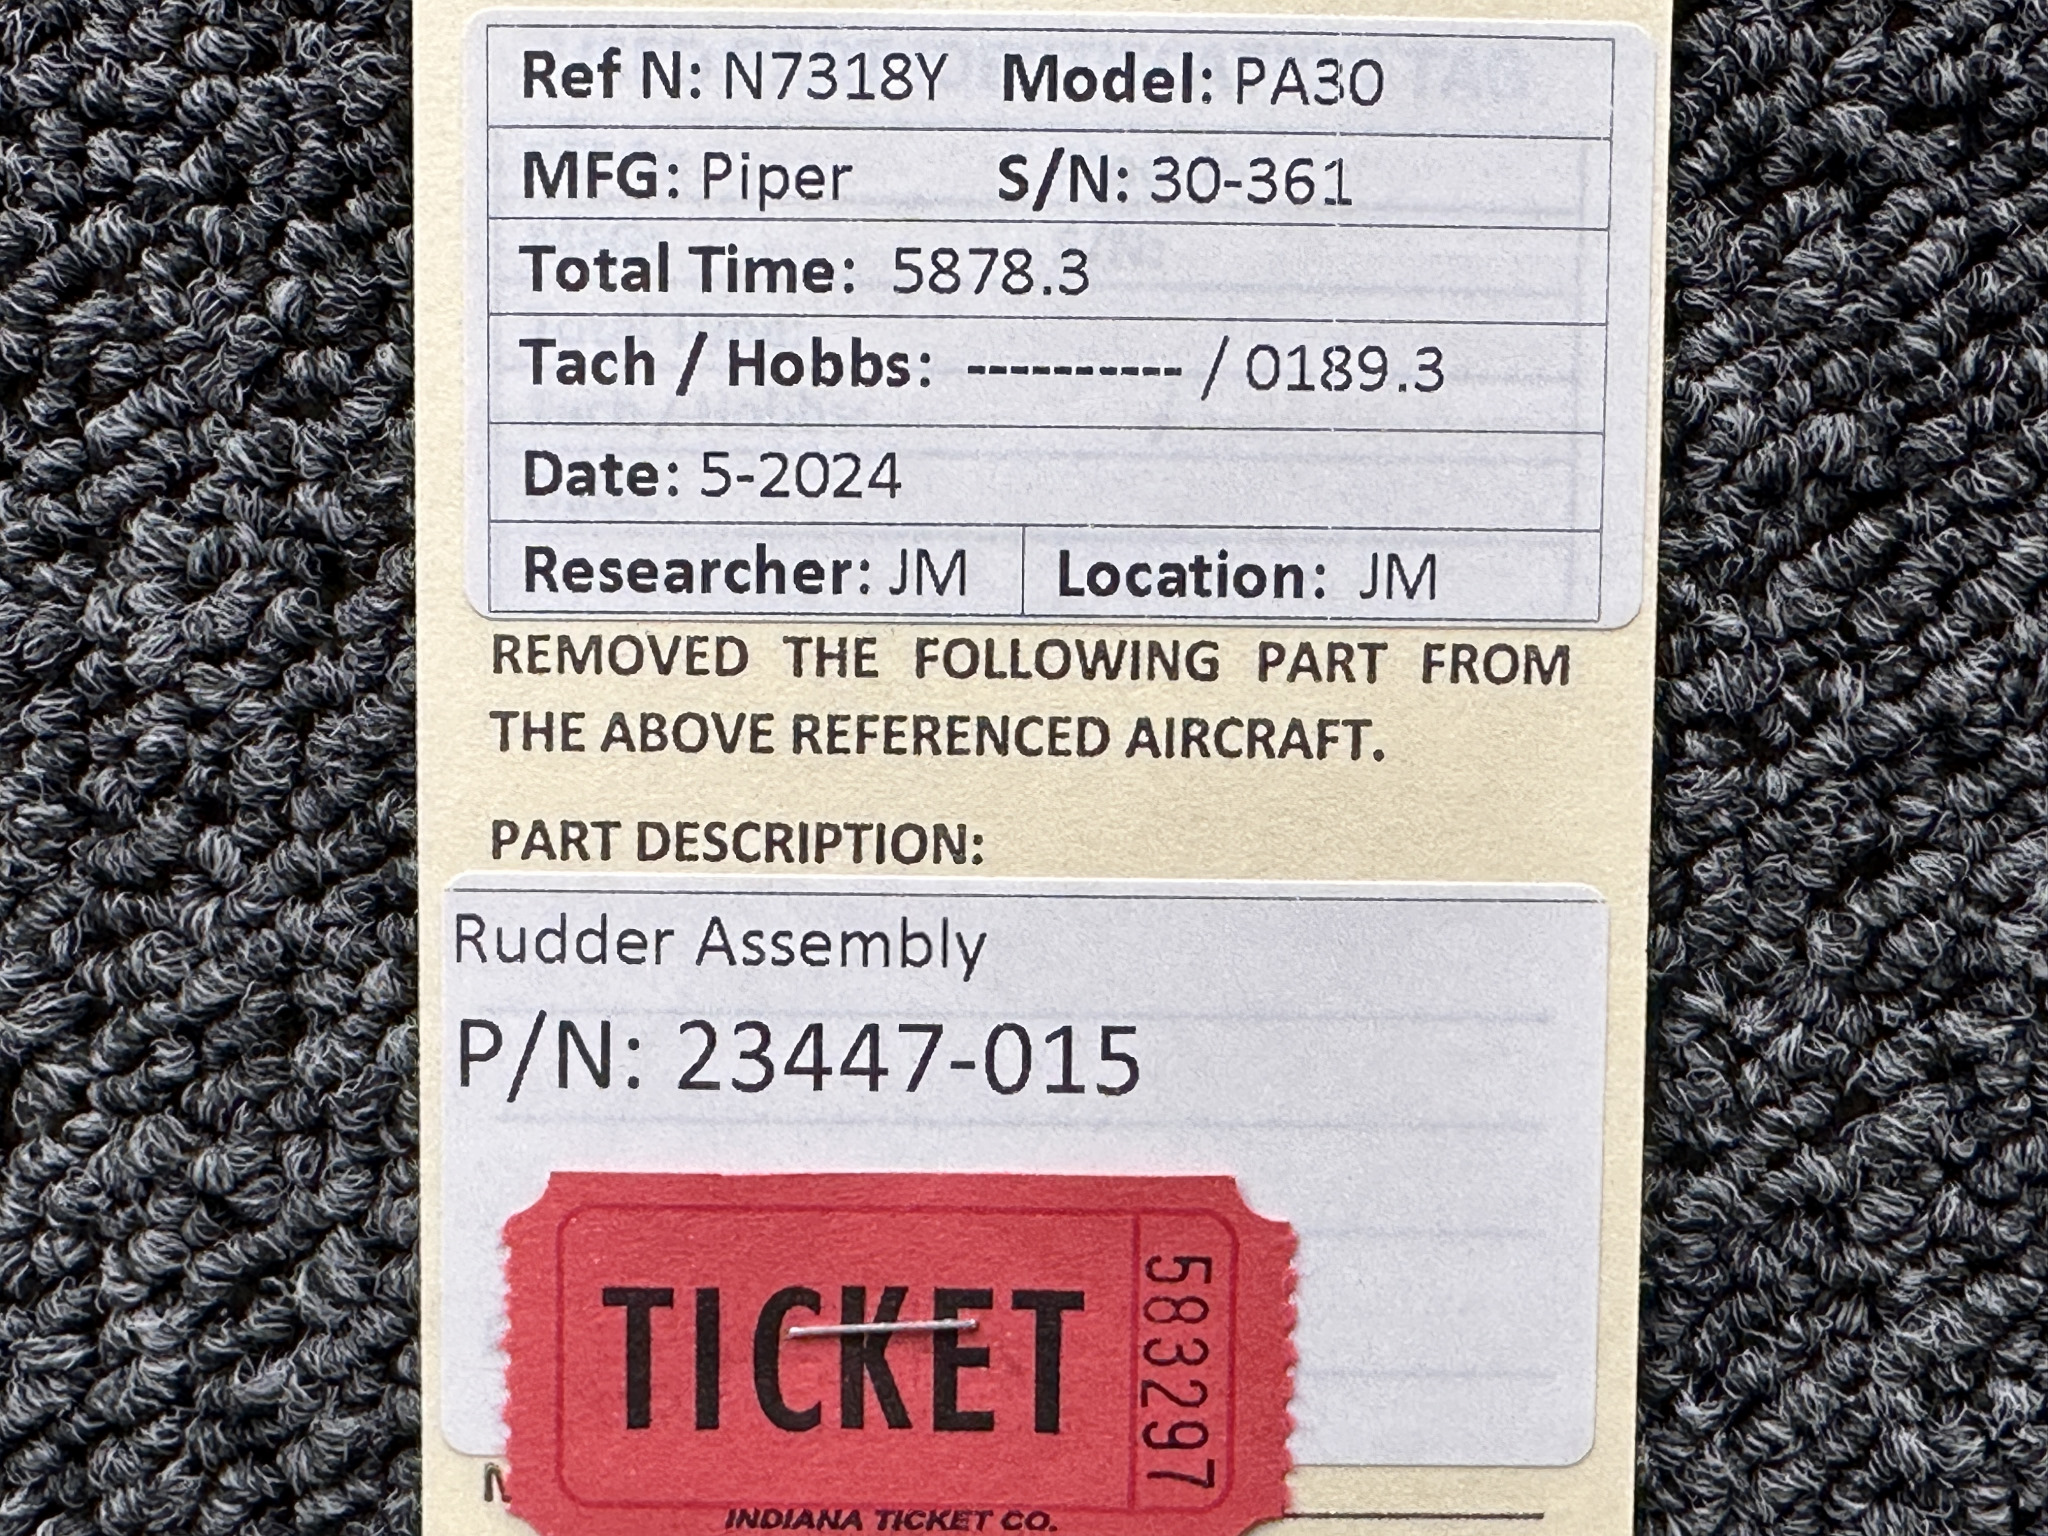 Ref N: N7318Y Model: PA30
MFG: Piper S/N: 30-361
Total Time: 5878.3
Tach / Hobbs: ---------- / 0189.3
Date: 5-2024
Researcher: JM Location: JM
REMOVED THE FOLLOWING PART FROM
THE ABOVE REFERENCED AIRCRAFT.
PART DESCRIPTION:
Rudder Assembly
P/N: 23447-015
TICKET
583297
INDIANA TICKET CO.